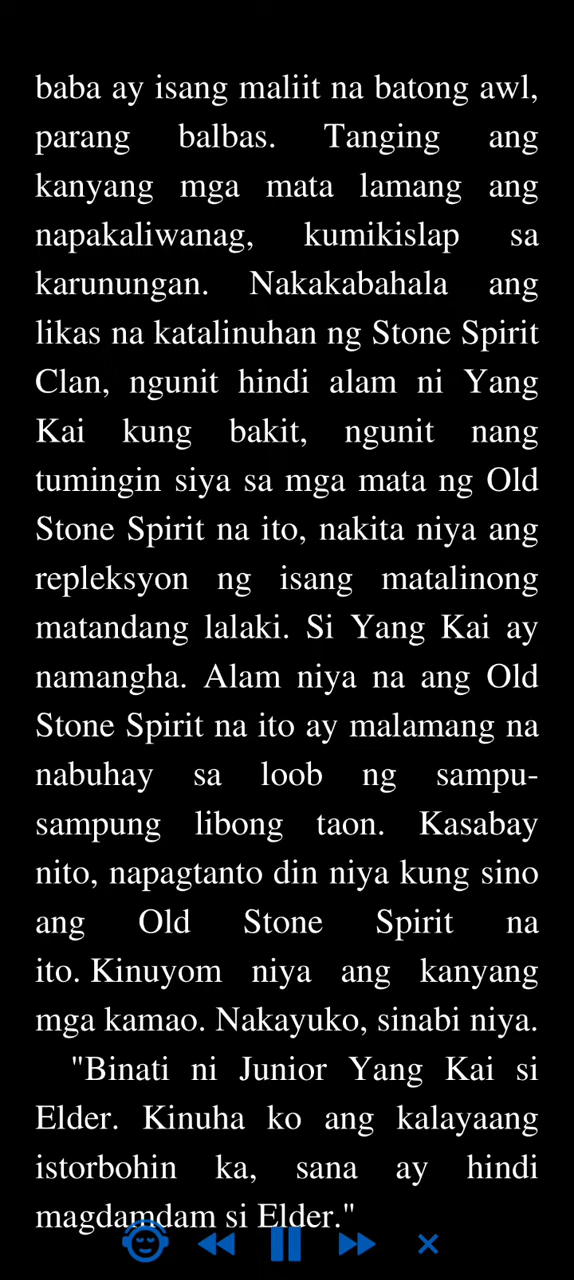 baba ay isang maliit na batong awl,
parang balbas. Tanging ang
kanyang mga mata lamang ang
napakaliwanag, kumikislap sa
karunungan. Nakakabahala ang
likas na katalinuhan ng Stone Spirit
Clan, ngunit hindi alam ni Yang
Kai kung bakit, ngunit nang
tumingin siya sa mga mata ng Old
Stone Spirit na ito, nakita niya ang
repleksyon ng isang matalinong
matandang lalaki. Si Yang Kai ay
namangha. Alam niya na ang Old
Stone Spirit na ito ay malamang na
nabuhay sa loob ng sampu-
sampung libong taon. Kasabay
nito, napagtanto din niya kung sino
ang Old Stone Spirit na
ito. Kinuyom niya ang kanyang
mga kamao. Nakayuko, sinabi niya.
"Binati ni Junior Yang Kai si
Elder. Kinuha ko ang kalayaang
istorbohin ka, sana ay hindi
magdamdam si Elder."